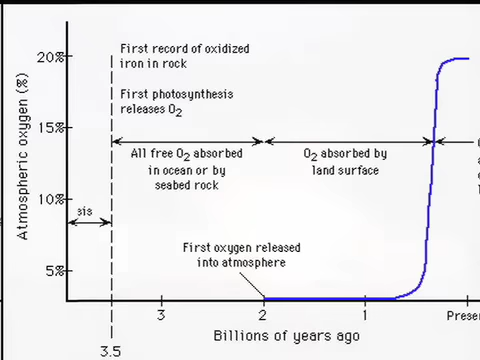 Atmospheric oxygen (%)
20%
15%
10%
5%
First record of oxidized
iron in rock
First photosynthesis
releases O2
All free O2 absorbed
in ocean or by
seabed rock
O2 absorbed by
land surface
sis
First oxygen released
into atmosphere
3
2
1
Prese
3.5
Billions of years ago